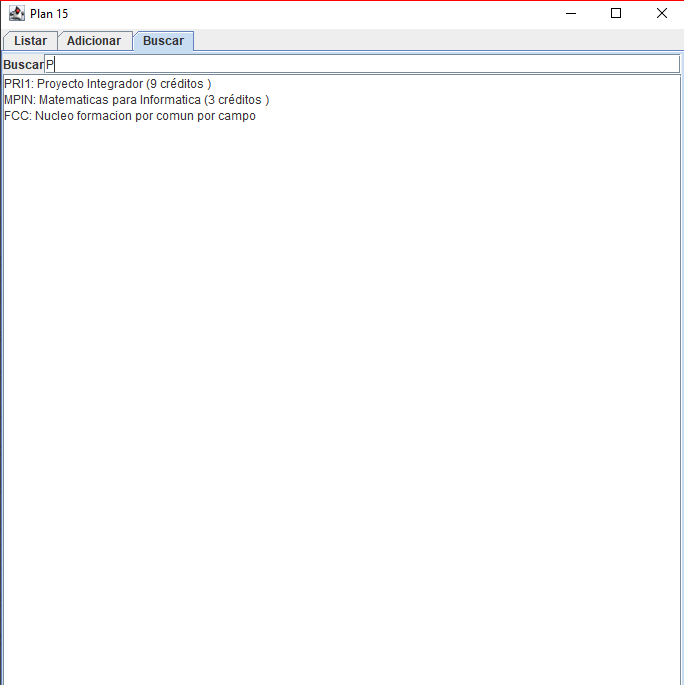 Plan 15
Listar Adicionar Buscar
Buscar P
PRI1: Proyecto Integrador (9 créditos )
MPIN: Matematicas para Informatica (3 créditos )
FCC: Nucleo formacion por comun por campo